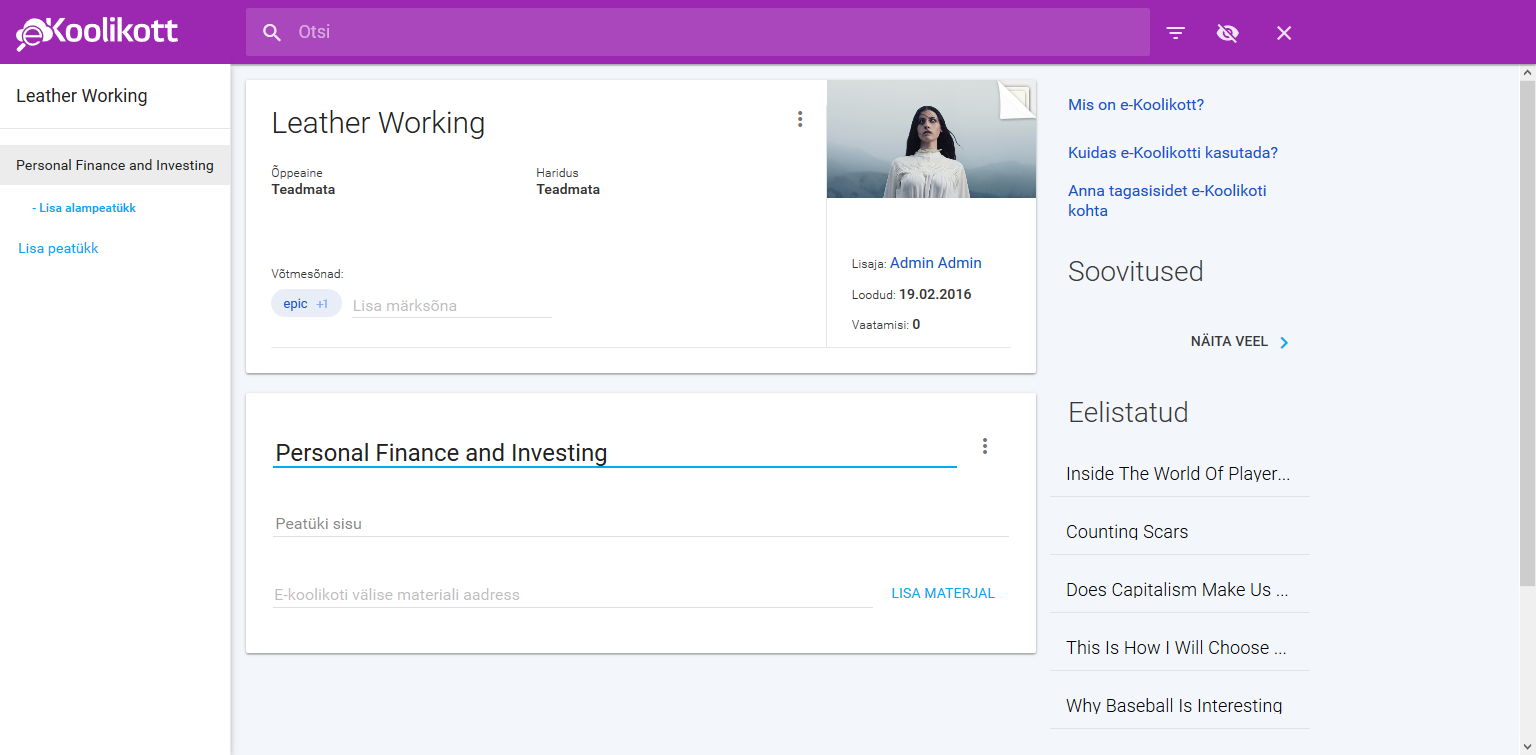 eKoolikott
Otsi
Leather Working
Personal Finance and Investing
- Lisa alampeatükk
Lisa peatükk
Leather Working
Õppeaine
Teadmata
Haridus
Teadmata
Võtmesõnad:
epic +1
Lisa märksõna
Lisaja: Admin Admin
Loodud: 19.02.2016
Vaatamisi: 0
Personal Finance and Investing
Peatüki sisu
E-koolikoti välise materiali aadress
LISA MATERJAL
Mis on e-Koolikott?
Kuidas e-Koolikotti kasutada?
Anna tagasisidet e-Koolikoti
kohta
Soovitused
NÄITA VEEL
Eelistatud
Inside The World Of Player...
Counting Scars
Does Capitalism Make Us ...
This Is How I Will Choose ...
Why Baseball Is Interesting